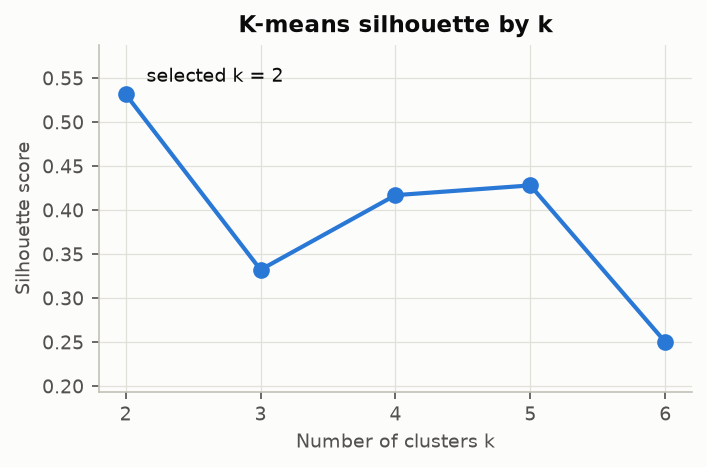 K-means silhouette by k
selected k = 2
Silhouette score
0.55
0.50
0.45
0.40
0.35
0.30
0.25
0.20
2 3 4 5 6
Number of clusters k